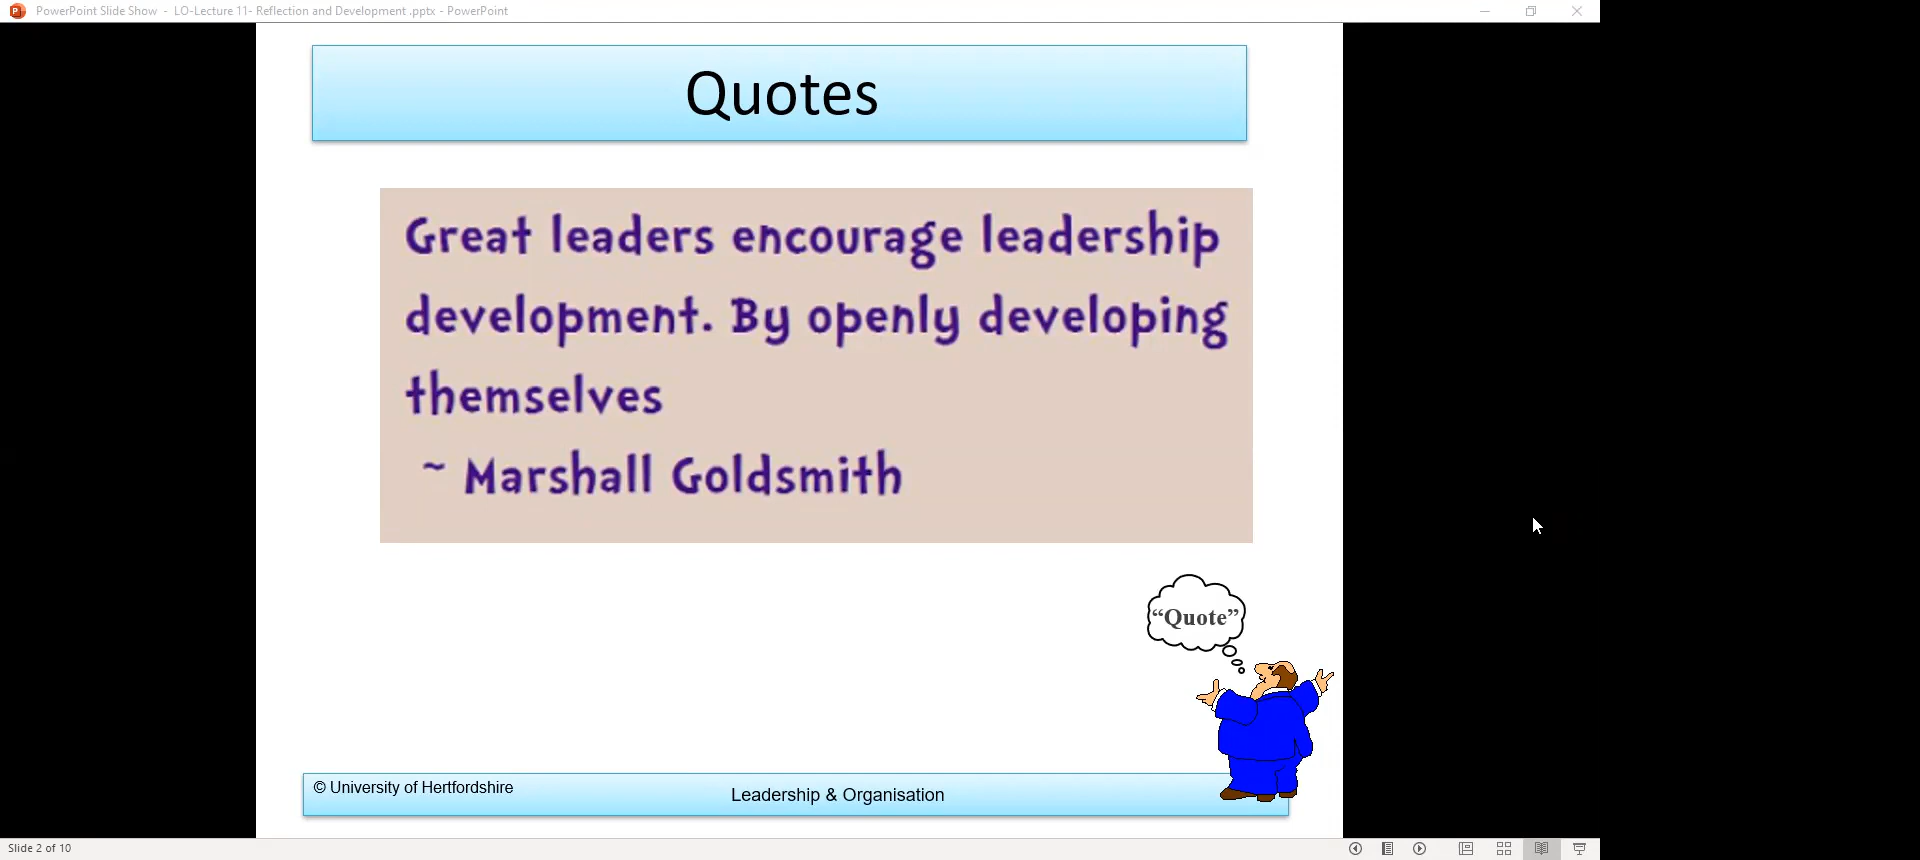 PowerPoint Slide Show - LO-Lecture 11- Reflection and Development .pptx - PowerPoint
Quotes
Great leaders encourage leadership
development. By openly developing
themselves
~ Marshall Goldsmith
“Quote”
© University of Hertfordshire
Leadership & Organisation
Slide 2 of 10